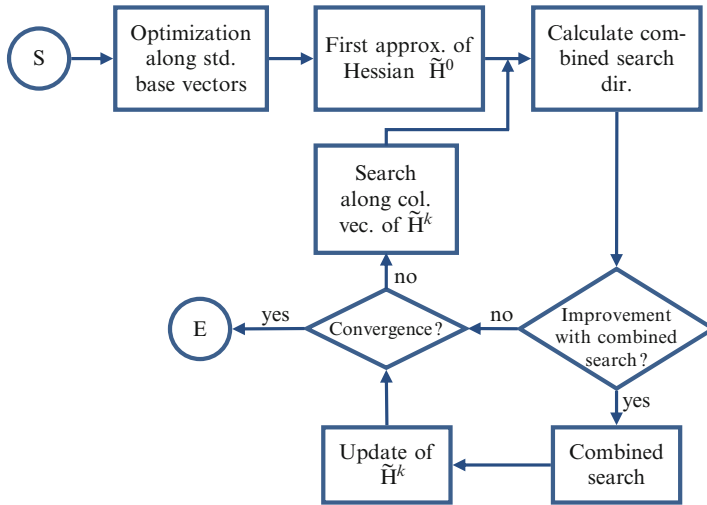 S
Optimization
along std.
base vectors
First approx. of
Hessian H̃⁰
Calculate com-
bined search
dir.
Search
along col.
vec. of H̃ᵏ
no
E
yes
Convergence?
no
Improvement
with combined
search?
yes
Update of
H̃ᵏ
Combined
search